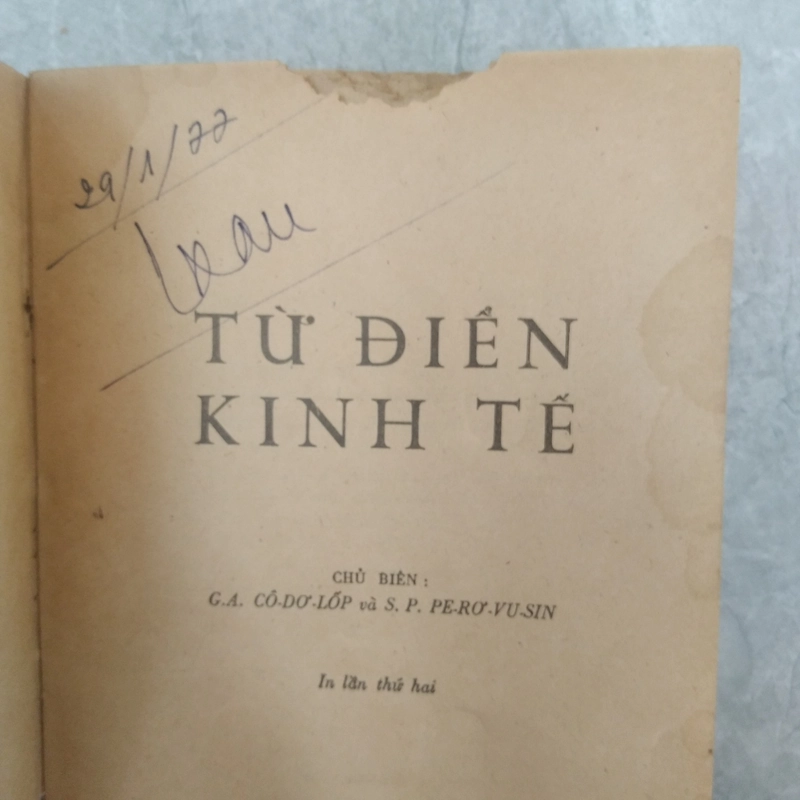 29/1/77
TỪ ĐIỂN
KINH TẾ
CHỦ BIÊN :
G.A. CÔ-DƠ-LỐP và S. P. PE-RƠ-VU-SIN
In lần thứ hai